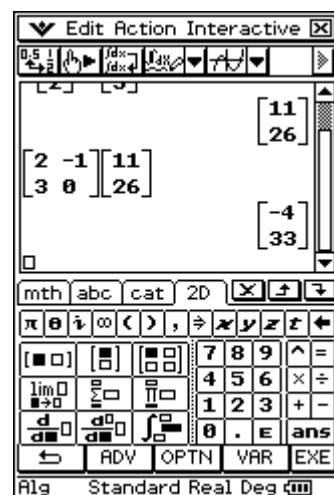 Edit Action Interactive
[11
26]
[2 -1
3 0][11
26]
[-4
33]
mth abc cat 2D
π θ i ∞ ( ) , ⇒ x y z t
7 8 9 ^ =
lim 4 5 6 × ÷
Σ Π 1 2 3 + -
d/d d/d ∫ 0 . E ans
ADV OPTN VAR EXE
Alg Standard Real Deg